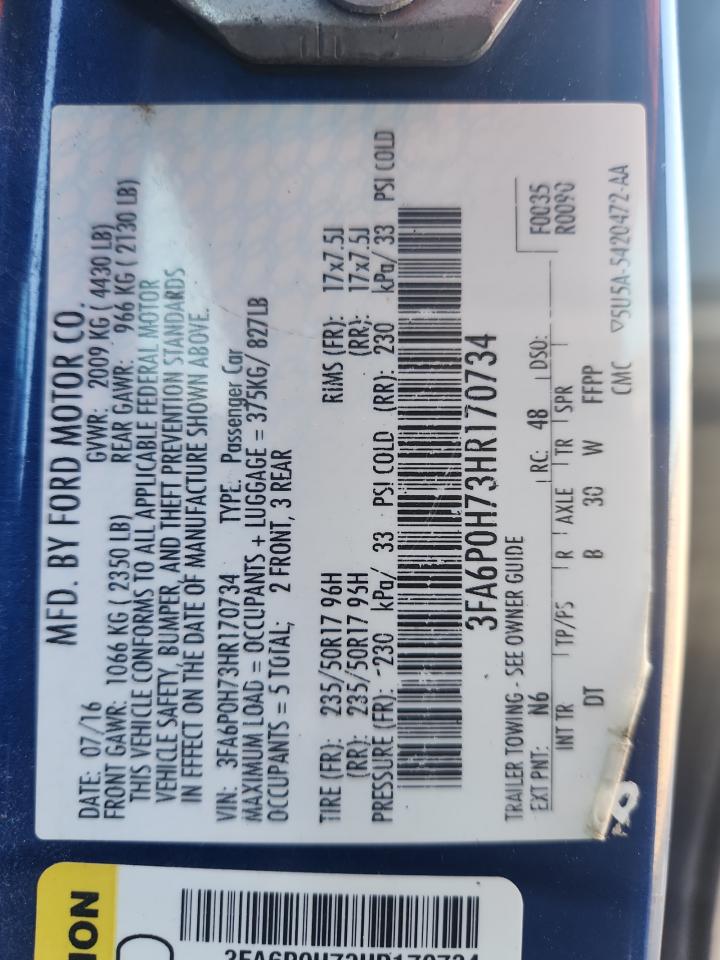 MFD. BY FORD MOTOR CO.
DATE: 07/16 GVWR: 2009 KG ( 4430 LB)
FRONT GAWR: 1066 KG ( 2350 LB) REAR GAWR: 966 KG ( 2130 LB)
THIS VEHICLE CONFORMS TO ALL APPLICABLE FEDERAL MOTOR
VEHICLE SAFETY, BUMPER, AND THEFT PREVENTION STANDARDS
IN EFFECT ON THE DATE OF MANUFACTURE SHOWN ABOVE.
VIN: 3FA6P0H73HR170734 TYPE: Passenger Car
MAXIMUM LOAD = OCCUPANTS + LUGGAGE = 375KG/ 827LB
OCCUPANTS = 5 TOTAL; 2 FRONT, 3 REAR
TIRE (FR): 235/50R17 96H RIMS (FR): 17x7.5J
(RR): 235/50R17 96H (RR): 17x7.5J
PRESSURE (FR): 230 kPa/ 33 PSI COLD (RR): 230 kPa/ 33 PSI COLD
3FA6P0H73HR170734
TRAILER TOWING - SEE OWNER GUIDE F0035
R0090
EXT PNT: N6 RC: 48 DSO:
INT TR TP/PS R AXLE TR SPR
DT B 30 W FFPP
CMC ▽5U5A-5420472-AA
ION
3FA6P0H73HR170734